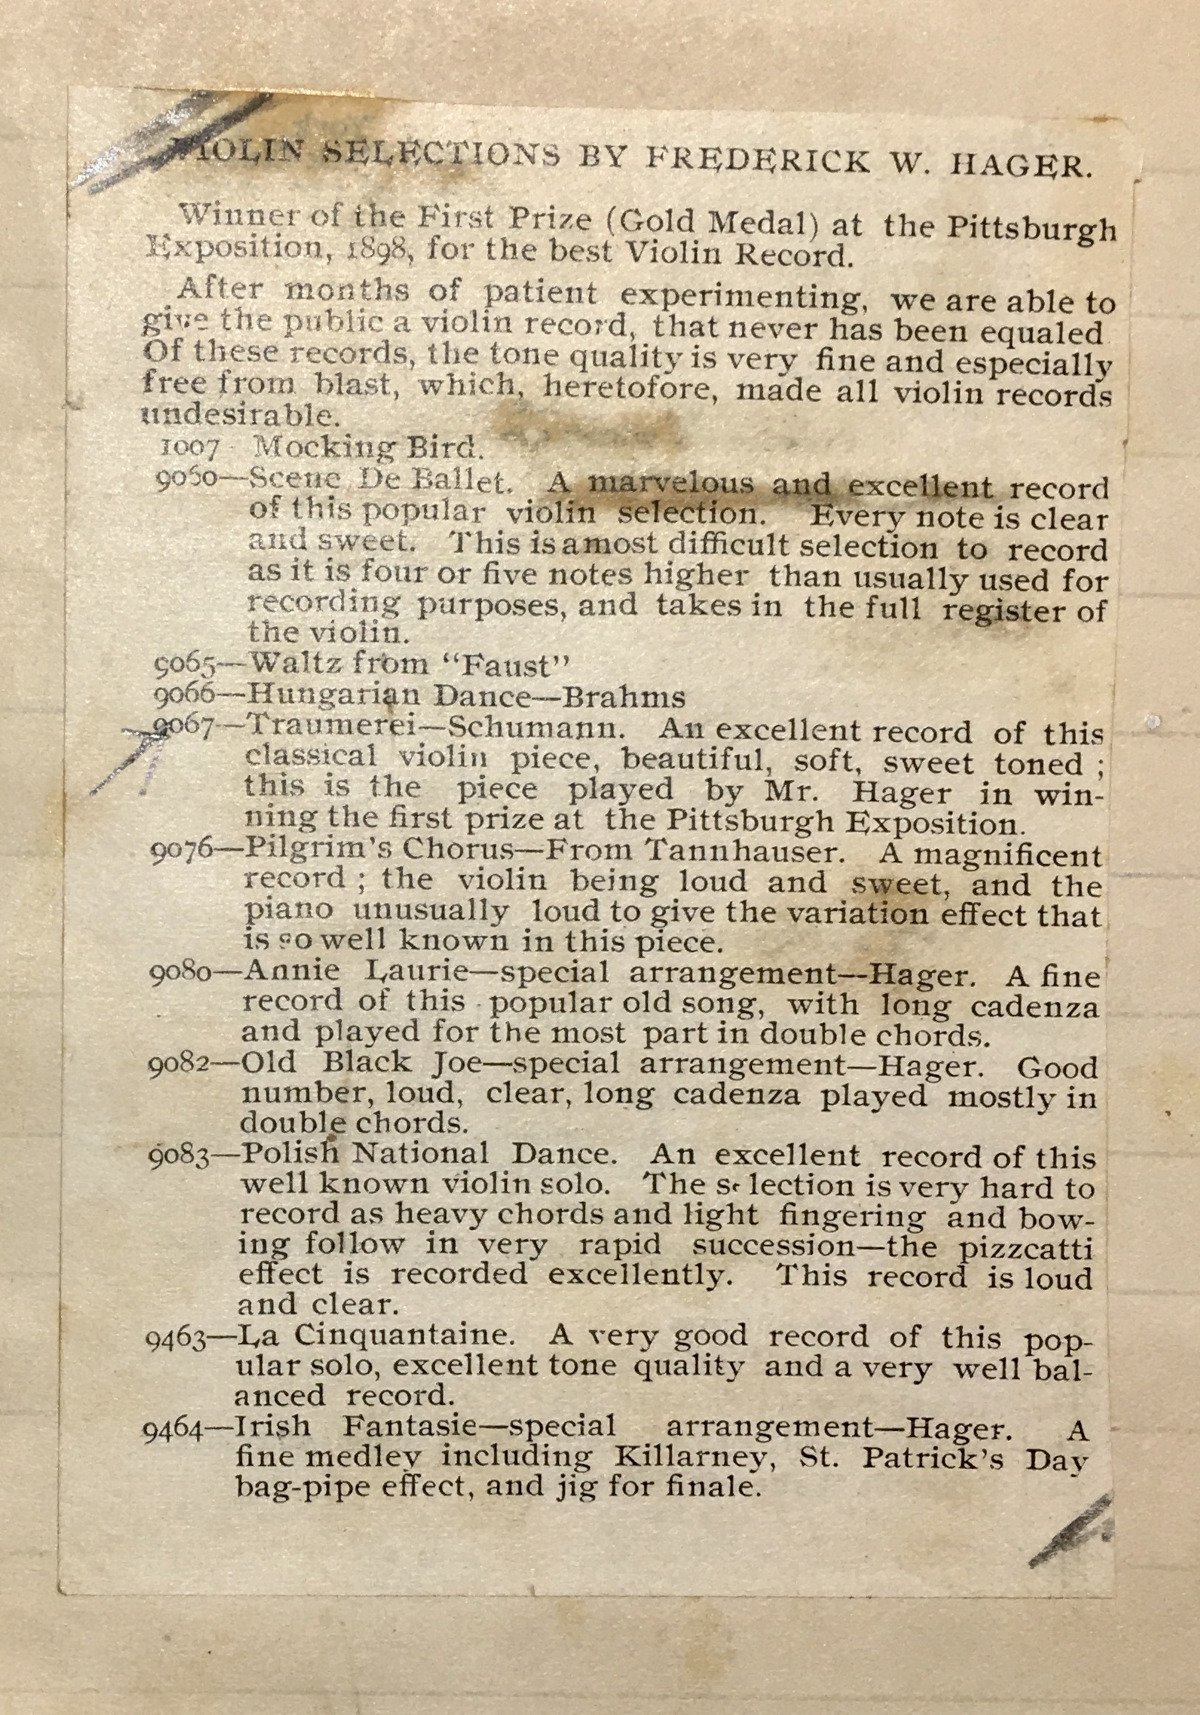 VIOLIN SELECTIONS BY FREDERICK W. HAGER.
Winner of the First Prize (Gold Medal) at the Pittsburgh
Exposition, 1898, for the best Violin Record.
After months of patient experimenting, we are able to
give the public a violin record, that never has been equaled
Of these records, the tone quality is very fine and especially
free from blast, which, heretofore, made all violin records
undesirable.
1007 Mocking Bird.
9060—Scene De Ballet. A marvelous and excellent record
of this popular violin selection. Every note is clear
and sweet. This is a most difficult selection to record
as it is four or five notes higher than usually used for
recording purposes, and takes in the full register of
the violin.
9065—Waltz from “Faust”
9066—Hungarian Dance—Brahms
9067—Traumerei—Schumann. An excellent record of this
classical violin piece, beautiful, soft, sweet toned ;
this is the piece played by Mr. Hager in win-
ning the first prize at the Pittsburgh Exposition.
9076—Pilgrim’s Chorus—From Tannhauser. A magnificent
record ; the violin being loud and sweet, and the
piano unusually loud to give the variation effect that
is so well known in this piece.
9080—Annie Laurie—special arrangement—Hager. A fine
record of this popular old song, with long cadenza
and played for the most part in double chords.
9082—Old Black Joe—special arrangement—Hager. Good
number, loud, clear, long cadenza played mostly in
double chords.
9083—Polish National Dance. An excellent record of this
well known violin solo. The selection is very hard to
record as heavy chords and light fingering and bow-
ing follow in very rapid succession—the pizzcatti
effect is recorded excellently. This record is loud
and clear.
9463—La Cinquantaine. A very good record of this pop-
ular solo, excellent tone quality and a very well bal-
anced record.
9464—Irish Fantasie—special arrangement—Hager. A
fine medley including Killarney, St. Patrick’s Day
bag-pipe effect, and jig for finale.